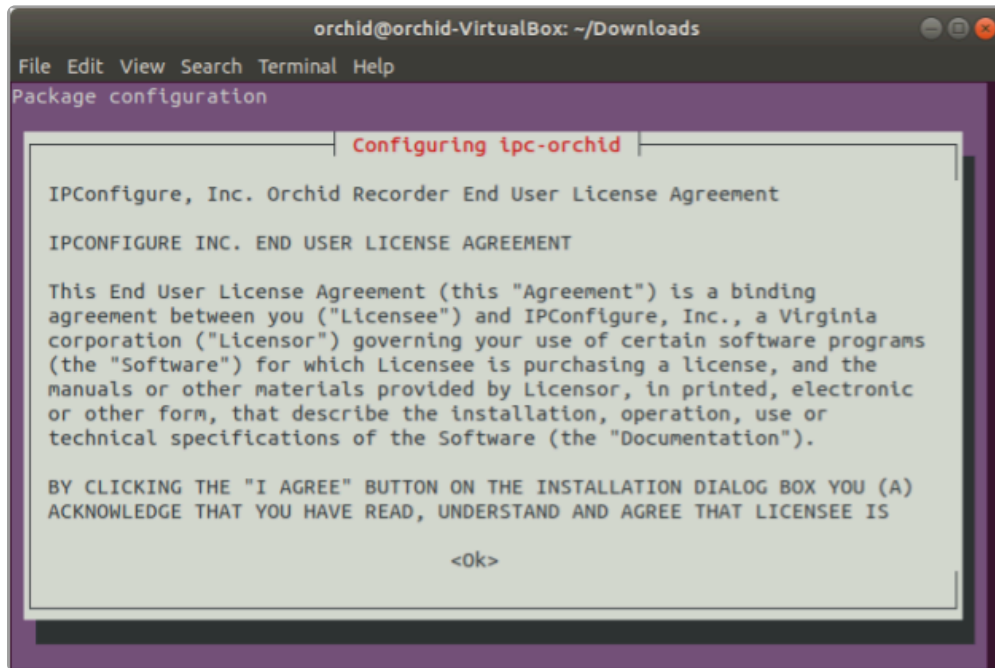 orchid@orchid-VirtualBox: ~/Downloads
File Edit View Search Terminal Help
Package configuration
Configuring ipc-orchid
IPConfigure, Inc. Orchid Recorder End User License Agreement
IPCONFIGURE INC. END USER LICENSE AGREEMENT
This End User License Agreement (this "Agreement") is a binding
agreement between you ("Licensee") and IPConfigure, Inc., a Virginia
corporation ("Licensor") governing your use of certain software programs
(the "Software") for which Licensee is purchasing a license, and the
manuals or other materials provided by Licensor, in printed, electronic
or other form, that describe the installation, operation, use or
technical specifications of the Software (the "Documentation").
BY CLICKING THE "I AGREE" BUTTON ON THE INSTALLATION DIALOG BOX YOU (A)
ACKNOWLEDGE THAT YOU HAVE READ, UNDERSTAND AND AGREE THAT LICENSEE IS
<Ok>